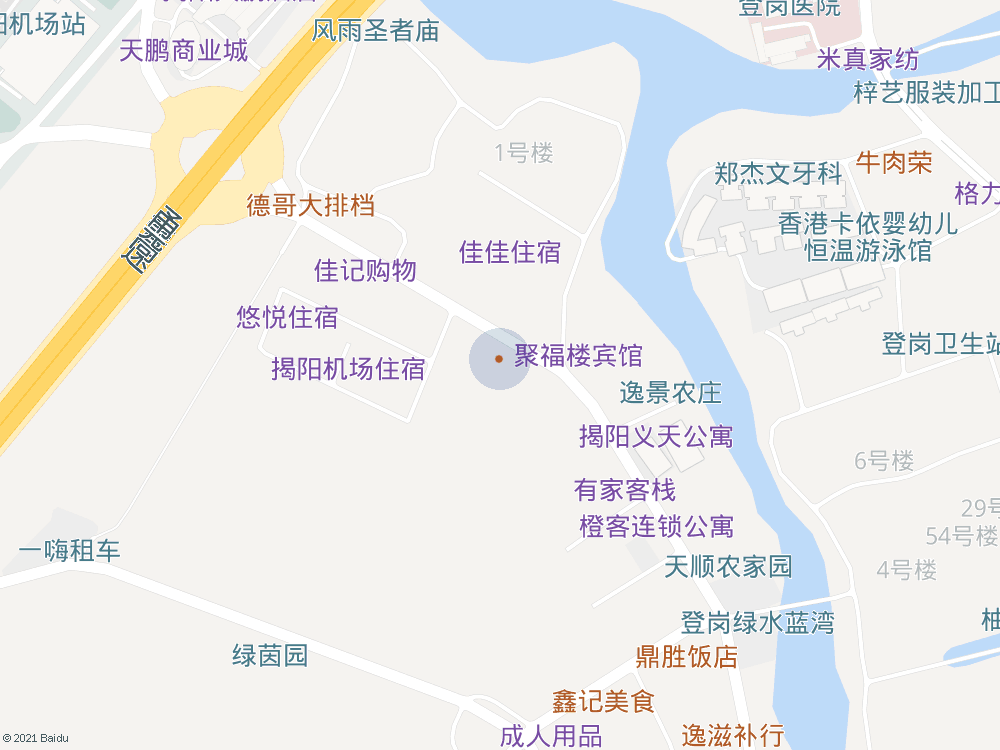 阳机场站
登岗医院
风雨圣者庙
天鹏商业城
米真家纺
梓艺服装加工
1号楼
牛肉荣
郑杰文牙科
格力
德哥大排档
香港卡依婴幼儿
恒温游泳馆
甬莞高速
佳佳住宿
佳记购物
悠悦住宿
登岗卫生站
聚福楼宾馆
揭阳机场住宿
逸景农庄
揭阳义天公寓
6号楼
有家客栈
29号
橙客连锁公寓
54号楼
一嗨租车
天顺农家园
4号楼
登岗绿水蓝湾
柚
绿茵园
鼎胜饭店
鑫记美食
成人用品
逸滋补行
© 2021 Baidu